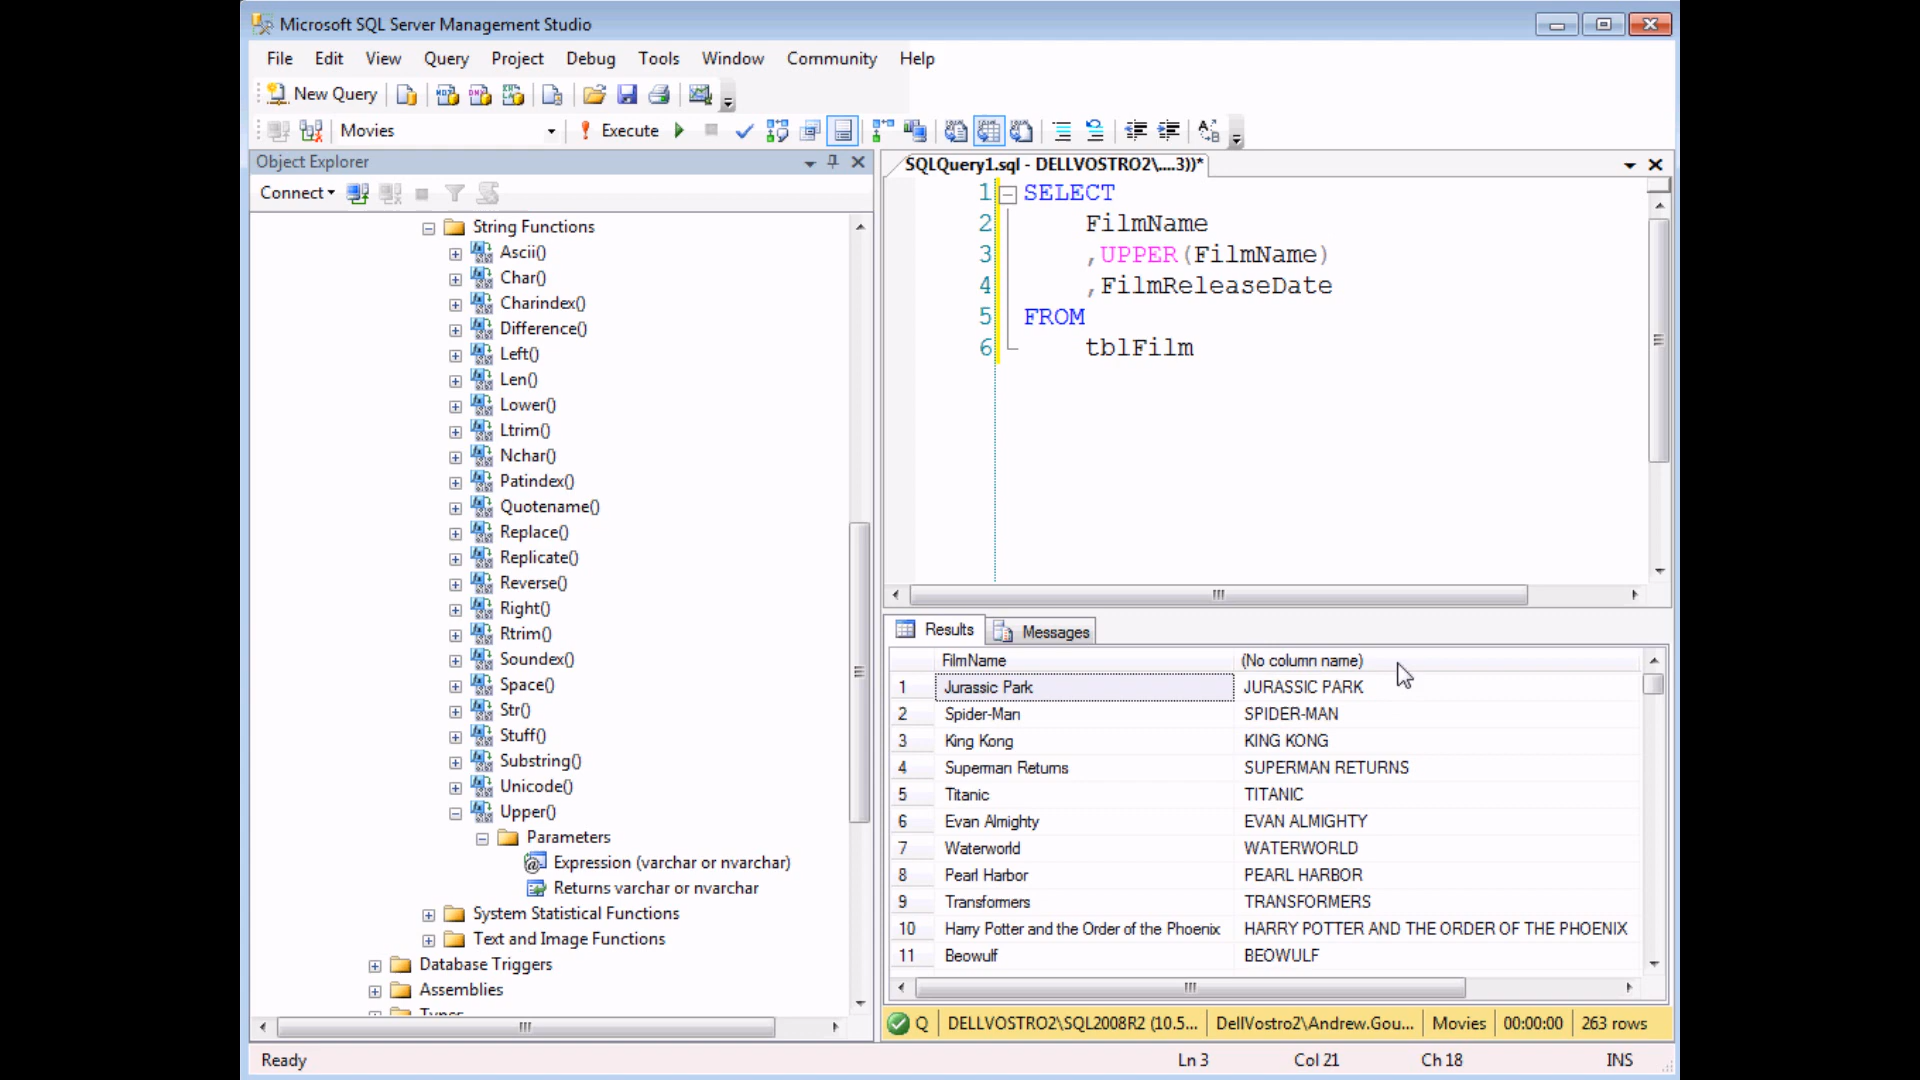 Microsoft SQL Server Management Studio
File Edit View Query Project Debug Tools Window Community Help
New Query
Movies Execute
Object Explorer
Connect
String Functions
Ascii()
Char()
Charindex()
Difference()
Left()
Len()
Lower()
Ltrim()
Nchar()
Patindex()
Quotename()
Replace()
Replicate()
Reverse()
Right()
Rtrim()
Soundex()
Space()
Str()
Stuff()
Substring()
Unicode()
Upper()
Parameters
Expression (varchar or nvarchar)
Returns varchar or nvarchar
System Statistical Functions
Text and Image Functions
Database Triggers
Assemblies
SQLQuery1.sql - DELLVOSTRO2\....3))*
1 SELECT
2 FilmName
3 ,UPPER(FilmName)
4 ,FilmReleaseDate
5 FROM
6 tblFilm
Results Messages
FilmName (No column name)
1 Jurassic Park JURASSIC PARK
2 Spider-Man SPIDER-MAN
3 King Kong KING KONG
4 Superman Returns SUPERMAN RETURNS
5 Titanic TITANIC
6 Evan Almighty EVAN ALMIGHTY
7 Waterworld WATERWORLD
8 Pearl Harbor PEARL HARBOR
9 Transformers TRANSFORMERS
10 Harry Potter and the Order of the Phoenix HARRY POTTER AND THE ORDER OF THE PHOENIX
11 Beowulf BEOWULF
Q DELLVOSTRO2\SQL2008R2 (10.5... DellVostro2\Andrew.Gou... Movies 00:00:00 263 rows
Ready Ln 3 Col 21 Ch 18 INS